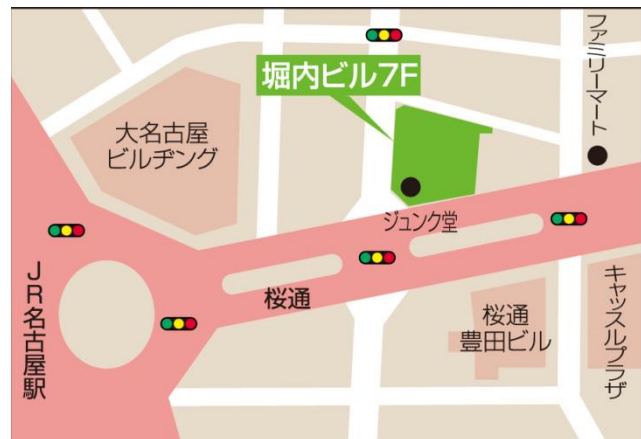 堀内ビル7F
ファミリーマート
大名古屋
ビルヂング
ジュンク堂
桜通
JR名古屋駅
桜通
豊田ビル
キャッスルプラザ